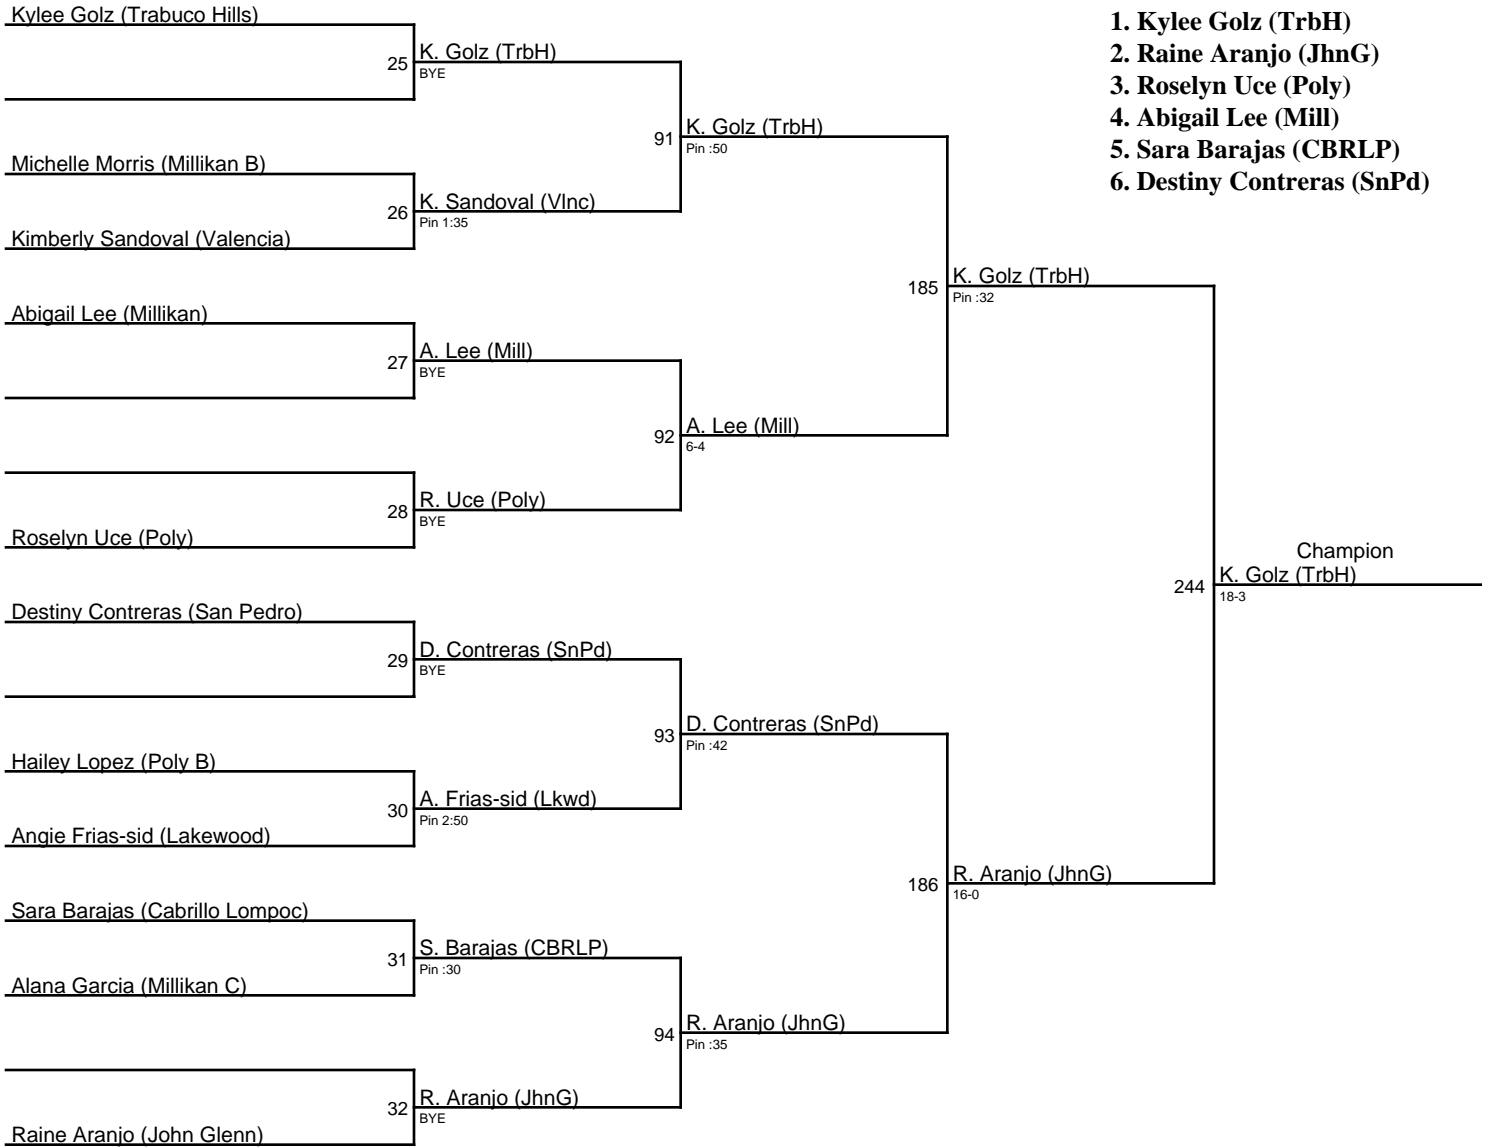 Kylee Golz (Trabuco Hills)
25
K. Golz (TrbH)
BYE
Michelle Morris (Millikan B)
26
K. Sandoval (Vlnc)
Pin 1:35
Kimberly Sandoval (Valencia)
91
K. Golz (TrbH)
Pin :50
Abigail Lee (Millikan)
27
A. Lee (Mill)
BYE
28
R. Uce (Poly)
BYE
Roselyn Uce (Poly)
92
A. Lee (Mill)
6-4
185
K. Golz (TrbH)
Pin :32
Destiny Contreras (San Pedro)
29
D. Contreras (SnPd)
BYE
Hailey Lopez (Poly B)
30
A. Frias-sid (Lkwd)
Pin 2:50
Angie Frias-sid (Lakewood)
93
D. Contreras (SnPd)
Pin :42
Sara Barajas (Cabrillo Lompoc)
31
S. Barajas (CBRLP)
Pin :30
Alana Garcia (Millikan C)
32
R. Aranjo (JhnG)
BYE
Raine Aranjo (John Glenn)
94
R. Aranjo (JhnG)
Pin :35
186
R. Aranjo (JhnG)
16-0
244
Champion
K. Golz (TrbH)
18-3
1. Kylee Golz (TrbH)
2. Raine Aranjo (JhnG)
3. Roselyn Uce (Poly)
4. Abigail Lee (Mill)
5. Sara Barajas (CBRLP)
6. Destiny Contreras (SnPd)